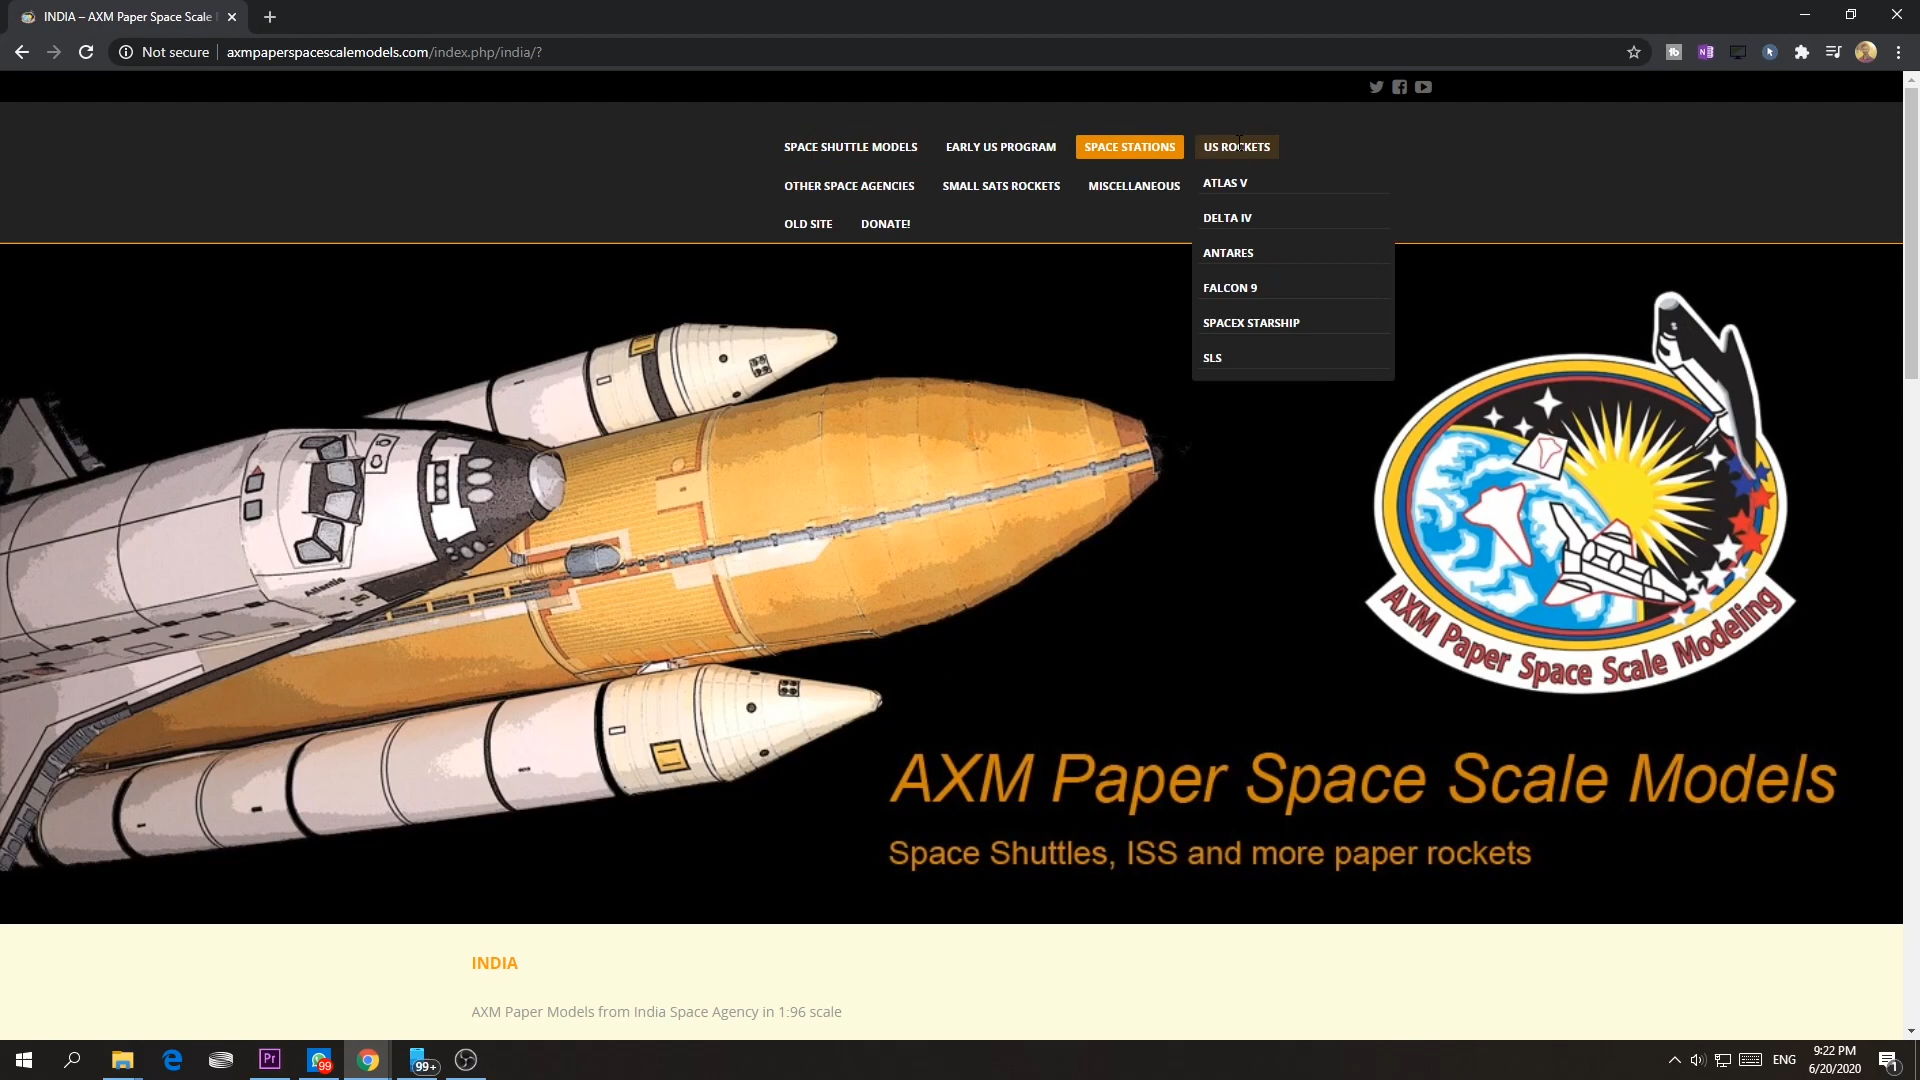 INDIA – AXM Paper Space Scale
Not secure
axmpaperspacescalemodels.com/index.php/india/?
SPACE SHUTTLE MODELS
EARLY US PROGRAM
SPACE STATIONS
US ROCKETS
OTHER SPACE AGENCIES
SMALL SATS ROCKETS
MISCELLANEOUS
OLD SITE
DONATE!
ATLAS V
DELTA IV
ANTARES
FALCON 9
SPACEX STARSHIP
SLS
Atlantis
AXM Paper Space Scale Modeling
AXM Paper Space Scale Models
Space Shuttles, ISS and more paper rockets
INDIA
AXM Paper Models from India Space Agency in 1:96 scale
Pr
99
99+
ENG
9:22 PM
6/20/2020
1